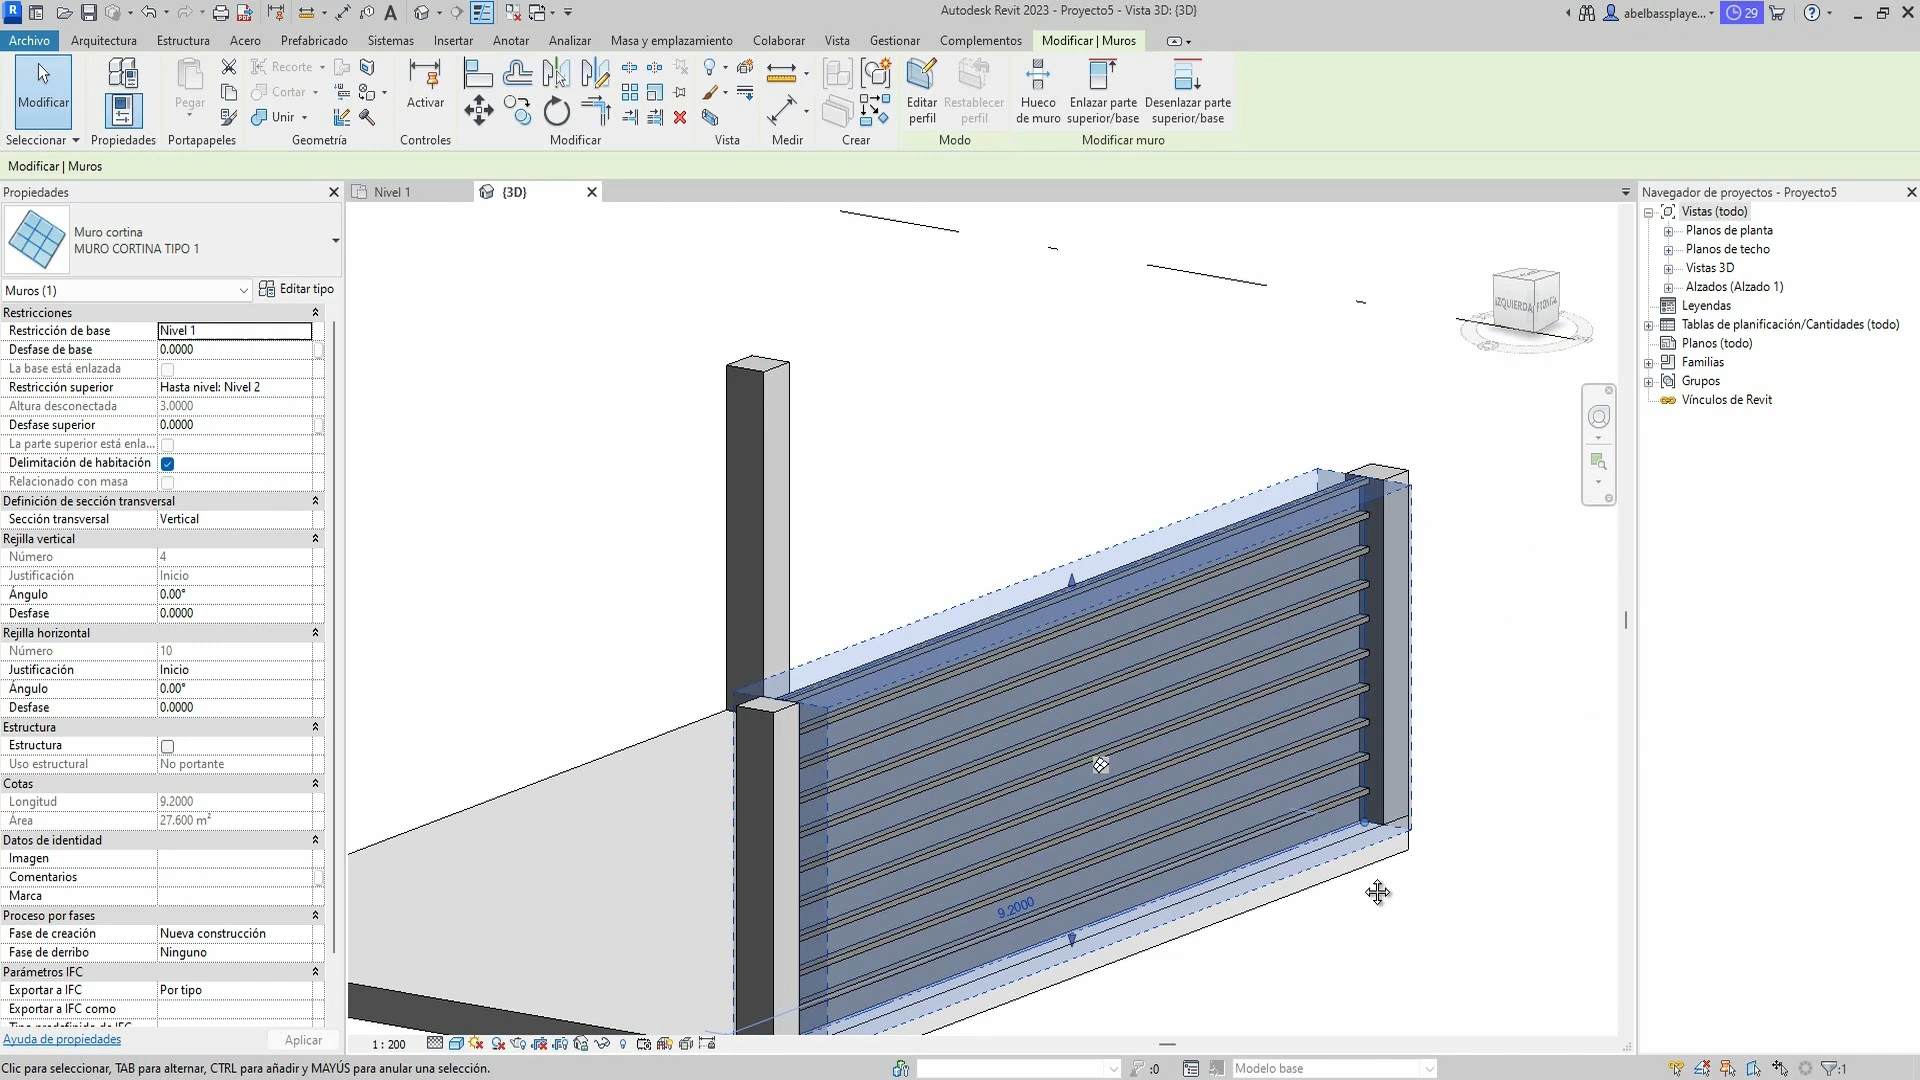 Autodesk Revit 2023 - Proyecto5 - Vista 3D: {3D}
abelbassplaye...
29
Archivo
Arquitectura
Estructura
Acero
Prefabricado
Sistemas
Insertar
Anotar
Analizar
Masa y emplazamiento
Colaborar
Vista
Gestionar
Complementos
Modificar | Muros
Modificar
Pegar
Recorte
Cortar
Unir
Activar
Editar
perfil
Restablecer
perfil
Hueco
de muro
Enlazar parte
superior/base
Desenlazar parte
superior/base
Seleccionar
Propiedades
Portapapeles
Geometría
Controles
Modificar
Vista
Medir
Crear
Modo
Modificar muro
Modificar | Muros
Propiedades
Muro cortina
MURO CORTINA TIPO 1
Muros (1)
Editar tipo
Restricciones
Restricción de base Nivel 1
Desfase de base 0.0000
La base está enlazada
Restricción superior Hasta nivel: Nivel 2
Altura desconectada 3.0000
Desfase superior 0.0000
La parte superior está enla...
Delimitación de habitación
Relacionado con masa
Definición de sección transversal
Sección transversal Vertical
Rejilla vertical
Número 4
Justificación Inicio
Ángulo 0.00°
Desfase 0.0000
Rejilla horizontal
Número 10
Justificación Inicio
Ángulo 0.00°
Desfase 0.0000
Estructura
Estructura
Uso estructural No portante
Cotas
Longitud 9.2000
Área 27.600 m²
Datos de identidad
Imagen
Comentarios
Marca
Proceso por fases
Fase de creación Nueva construcción
Fase de derribo Ninguno
Parámetros IFC
Exportar a IFC Por tipo
Exportar a IFC como
Ayuda de propiedades
Aplicar
Nivel 1
{3D}
IZQUIERDA
9.2000
1 : 200
Navegador de proyectos - Proyecto5
Vistas (todo)
Planos de planta
Planos de techo
Vistas 3D
Alzados (Alzado 1)
Leyendas
Tablas de planificación/Cantidades (todo)
Planos (todo)
Familias
Grupos
Vínculos de Revit
Clic para seleccionar, TAB para alternar, CTRL para añadir y MAYÚS para anular una selección.
:0
Modelo base
:1